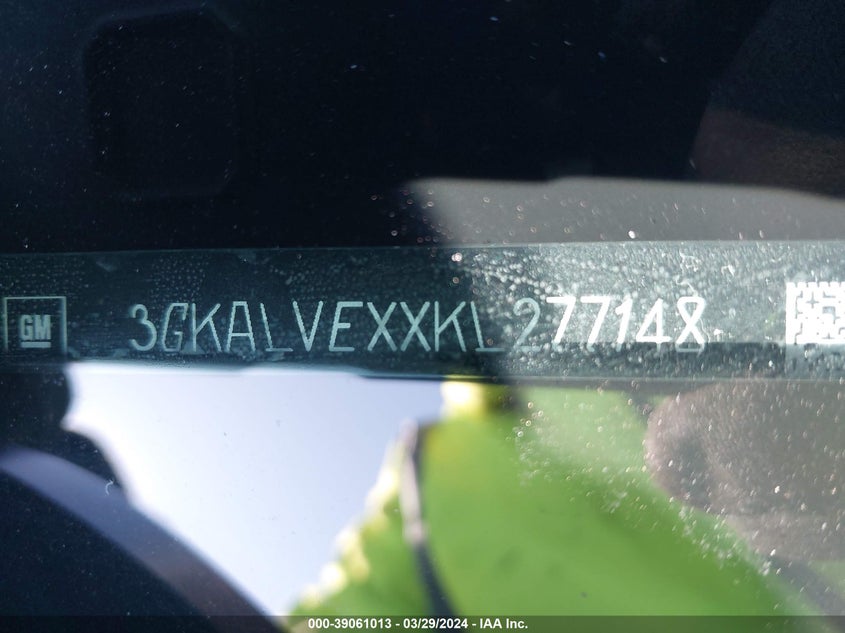 GM 3GKALVEXXKL277148
000-39061013 - 03/29/2024 - IAA Inc.